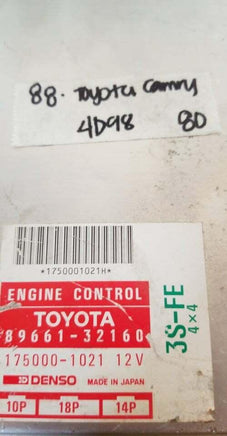 88. Toyota Camry
4D98 80
*1750001021H*
ENGINE CONTROL
TOYOTA
89661-32160
175000-1021 12V
DENSO MADE IN JAPAN
10P 18P 14P
3S-FE
4×4